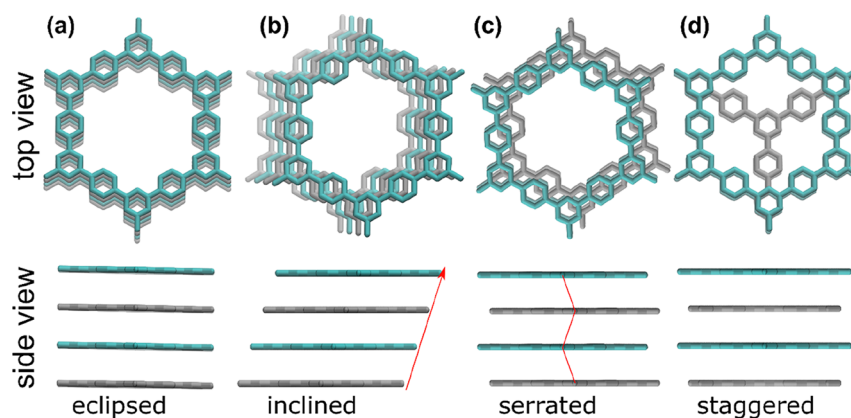 (a)
(b)
(c)
(d)
top view
side view
eclipsed
inclined
serrated
staggered